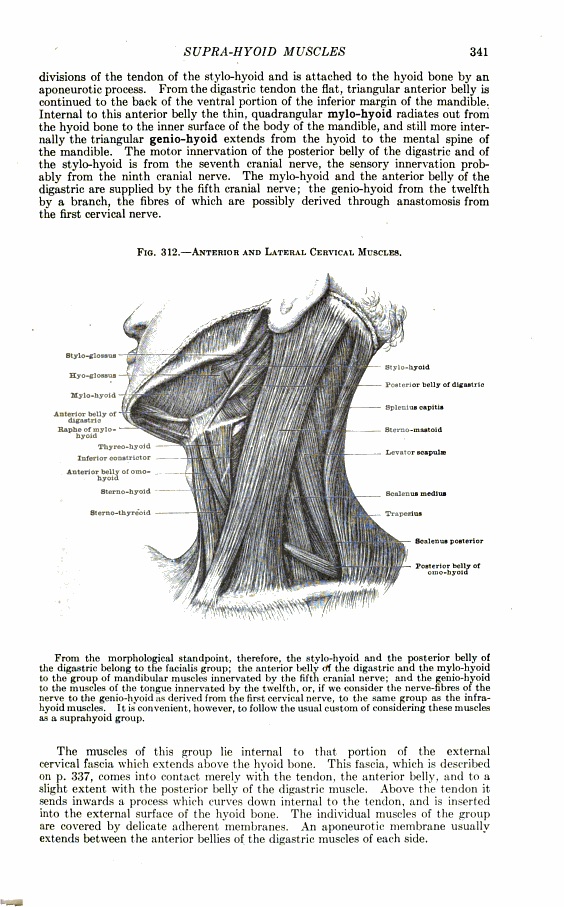 SUPRA-HYOID MUSCLES 341
divisions of the tendon of the stylo-hyoid and is attached to the hyoid bone by an
aponeurotic process. From the digastric tendon the flat, triangular anterior belly is
continued to the back of the ventral portion of the inferior margin of the mandible.
Internal to this anterior belly the thin, quadrangular mylo-hyoid radiates out from
the hyoid bone to the inner surface of the body of the mandible, and still more inter-
nally the triangular genio-hyoid extends from the hyoid to the mental spine of
the mandible. The motor innervation of the posterior belly of the digastric and of
the stylo-hyoid is from the seventh cranial nerve, the sensory innervation prob-
ably from the ninth cranial nerve. The mylo-hyoid and the anterior belly of the
digastric are supplied by the fifth cranial nerve; the genio-hyoid from the twelfth
by a branch, the fibres of which are possibly derived through anastomosis from
the first cervical nerve.
FIG. 312.—ANTERIOR AND LATERAL CERVICAL MUSCLES.
Stylo-glossus
Hyo-glossus
Mylo-hyoid
Anterior belly of
digastric
Raphe of mylo-
hyoid
Thyreo-hyoid
Inferior constrictor
Anterior belly of omo-
hyoid
Sterno-hyoid
Sterno-thyreoid
Stylo-hyoid
Posterior belly of digastric
Splenius capitis
Sterno-mastoid
Levator scapulæ
Scalenus medius
Trapezius
Scalenus posterior
Posterior belly of
omo-hyoid
From the morphological standpoint, therefore, the stylo-hyoid and the posterior belly of
the digastric belong to the facialis group; the anterior belly of the digastric and the mylo-hyoid
to the group of mandibular muscles innervated by the fifth cranial nerve; and the genio-hyoid
to the muscles of the tongue innervated by the twelfth, or, if we consider the nerve-fibres of the
nerve to the genio-hyoid as derived from the first cervical nerve, to the same group as the infra-
hyoid muscles. It is convenient, however, to follow the usual custom of considering these muscles
as a suprahyoid group.
The muscles of this group lie internal to that portion of the external
cervical fascia which extends above the hyoid bone. This fascia, which is described
on p. 337, comes into contact merely with the tendon, the anterior belly, and to a
slight extent with the posterior belly of the digastric muscle. Above the tendon it
sends inwards a process which curves down internal to the tendon, and is inserted
into the external surface of the hyoid bone. The individual muscles of the group
are covered by delicate adherent membranes. An aponeurotic membrane usually
extends between the anterior bellies of the digastric muscles of each side.